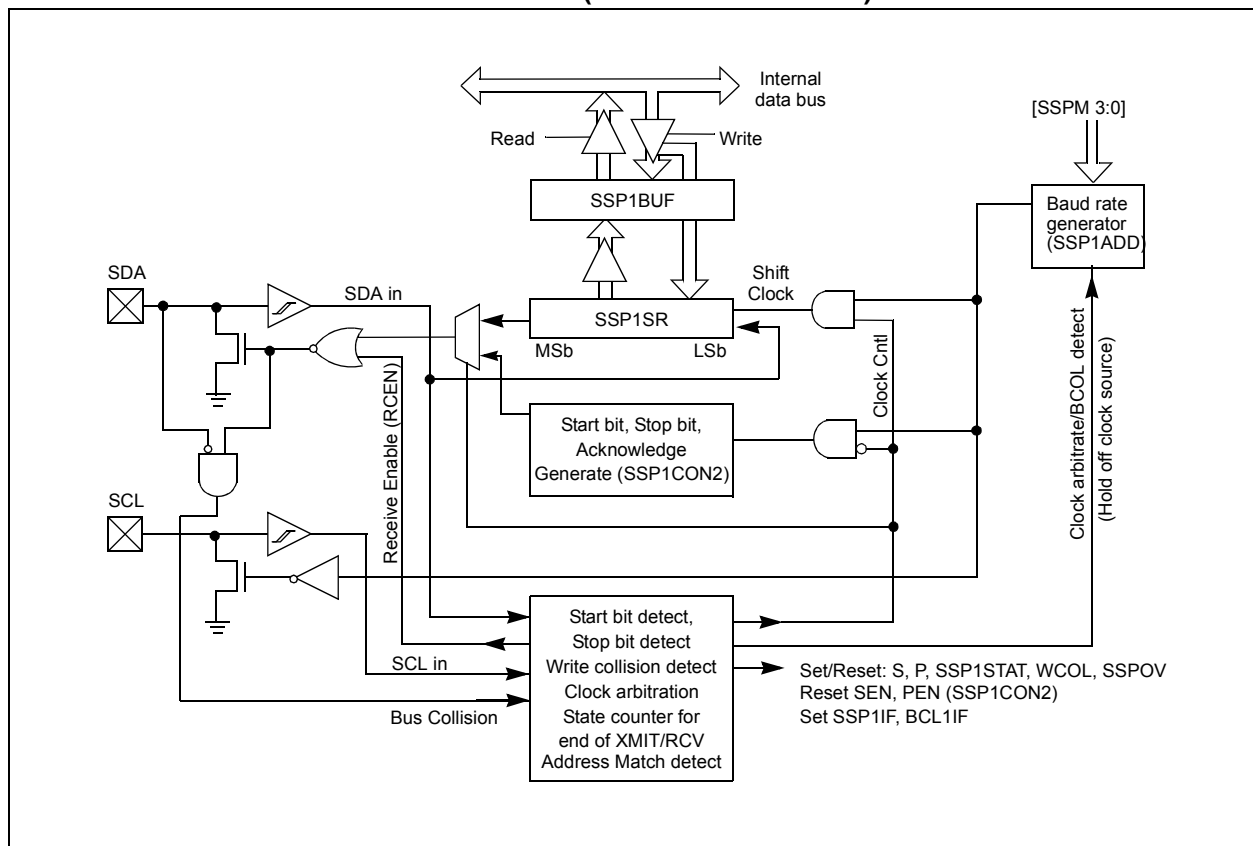 Internal
data bus
[SSPM 3:0]
Read
Write
SSP1BUF
Baud rate
generator
(SSP1ADD)
SDA
SDA in
Shift
Clock
SSP1SR
MSb
LSb
Receive Enable (RCEN)
Start bit, Stop bit,
Acknowledge
Generate (SSP1CON2)
Clock Cntl
Clock arbitrate/BCOL detect
(Hold off clock source)
SCL
SCL in
Bus Collision
Start bit detect,
Stop bit detect
Write collision detect
Clock arbitration
State counter for
end of XMIT/RCV
Address Match detect
Set/Reset: S, P, SSP1STAT, WCOL, SSPOV
Reset SEN, PEN (SSP1CON2)
Set SSP1IF, BCL1IF